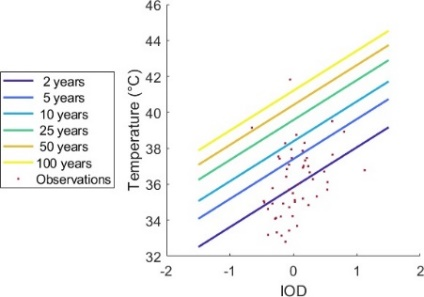 46
44
42
40
38
36
34
32
-2
-1
0
1
2
Temperature (°C)
IOD
2 years
5 years
10 years
25 years
50 years
100 years
Observations